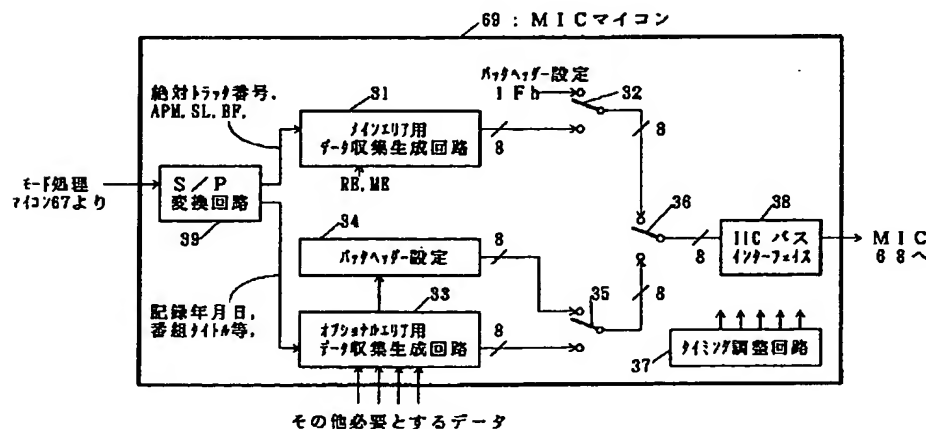 69:MICマイコン
パックヘッダー設定
1Fh
絶対トラック番号.
APM.SL.BF.
31
32
メインエリア用
データ収集生成回路
8
8
RE,ME
モード処理
マイコン67より
S/P
変換回路
39
34
パックヘッダー設定
8
36
8
38
IICバス
インターフェイス
MIC
68へ
記録年月日,
番組タイトル等.
33
オプショナルエリア用
データ収集生成回路
8
35
8
37
タイミング調整回路
その他必要とするデータ